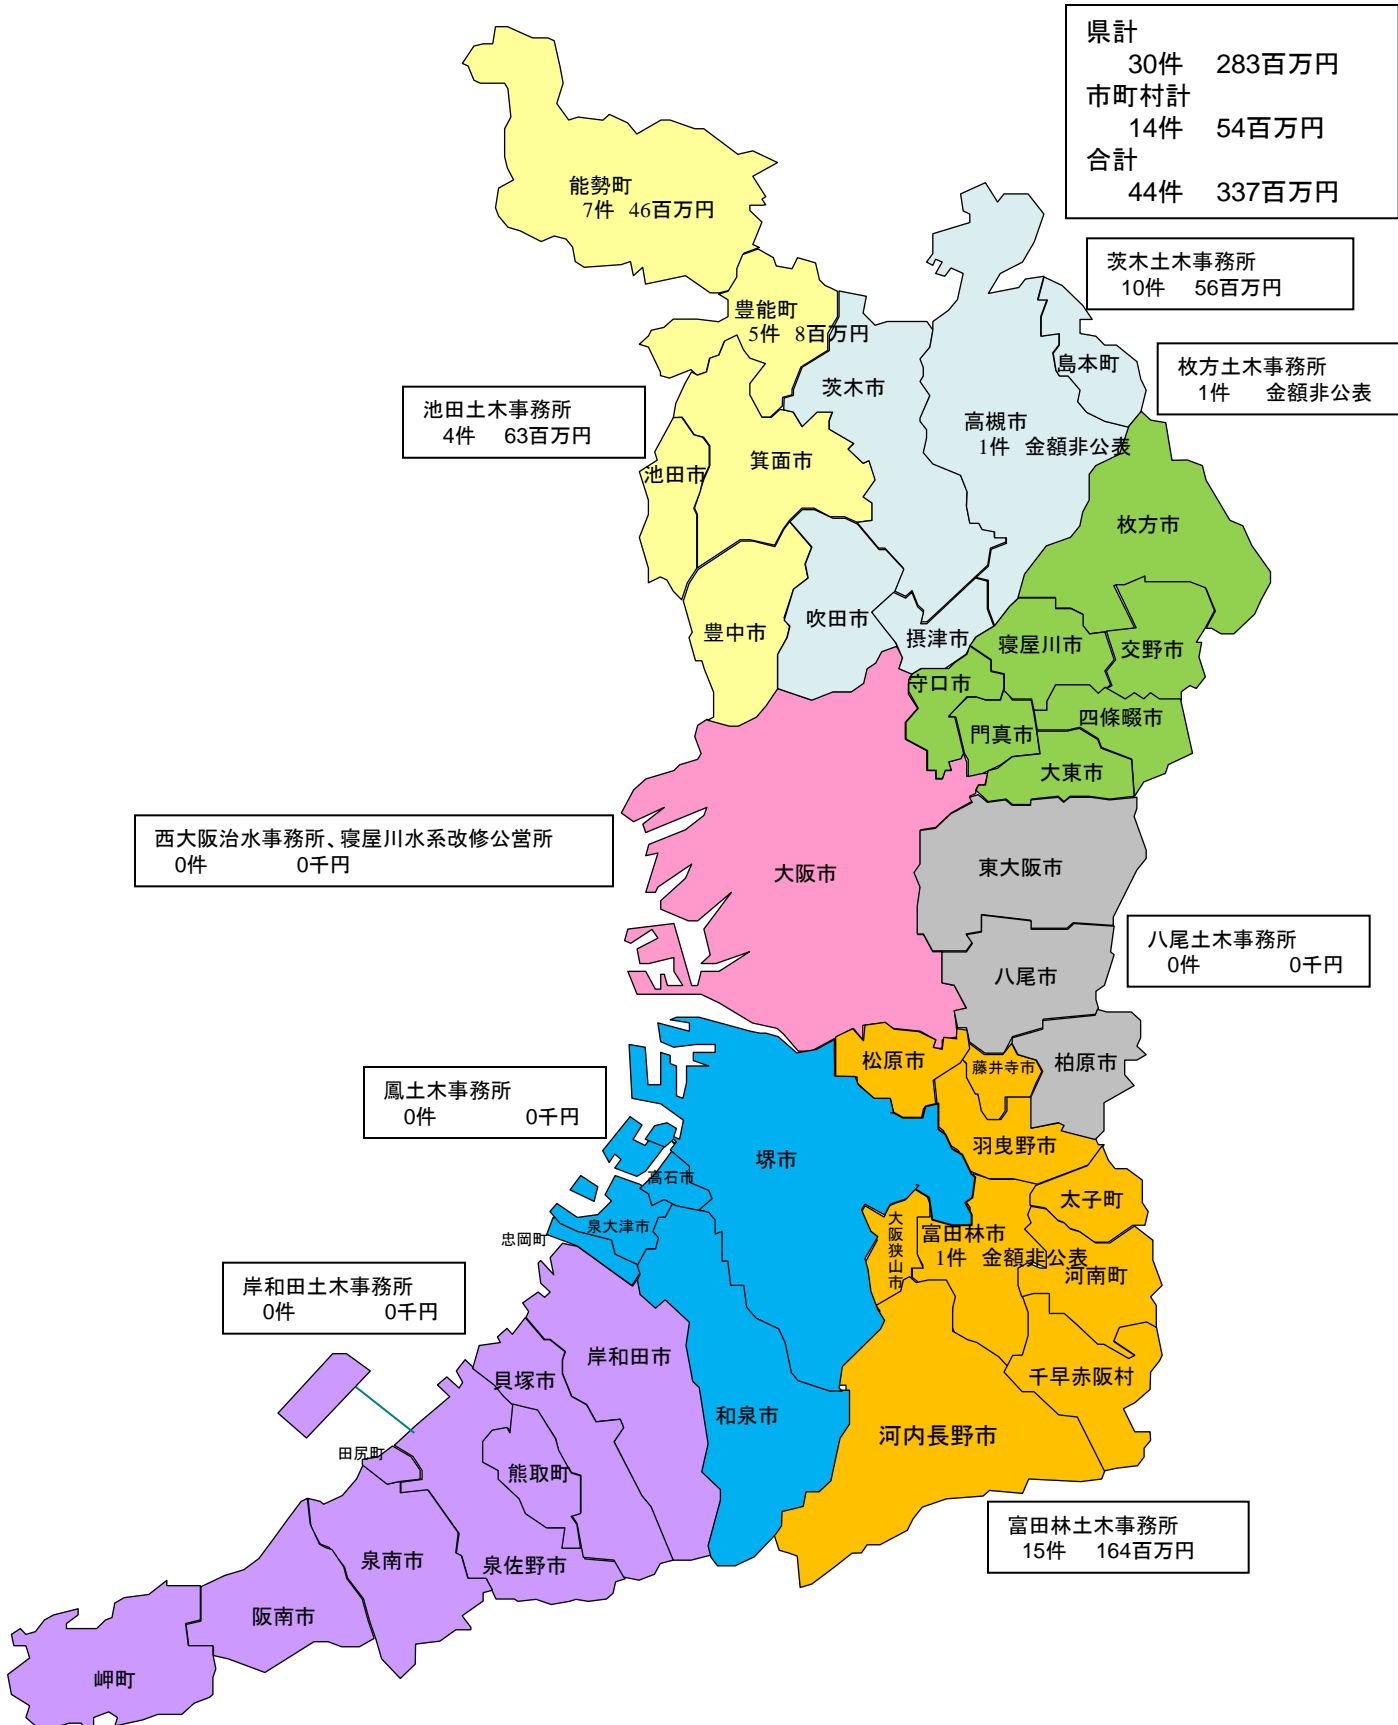 県計
30件 283百万円
市町村計
14件 54百万円
合計
44件 337百万円
能勢町
7件 46百万円
茨木土木事務所
10件 56百万円
豊能町
5件 8百万円
島本町
枚方土木事務所
1件 金額非公表
茨木市
池田土木事務所
4件 63百万円
高槻市
1件 金額非公表
箕面市
池田市
枚方市
吹田市
豊中市
摂津市
寝屋川市
交野市
守口市
四條畷市
門真市
大東市
西大阪治水事務所、寝屋川水系改修公営所
0件 0千円
大阪市
東大阪市
八尾土木事務所
0件 0千円
八尾市
松原市
藤井寺市
柏原市
鳳土木事務所
0件 0千円
羽曳野市
堺市
高石市
太子町
大阪狭山市
泉大津市
富田林市
1件 金額非公表
忠岡町
河南町
岸和田土木事務所
0件 0千円
岸和田市
貝塚市
千早赤阪村
和泉市
河内長野市
田尻町
熊取町
富田林土木事務所
15件 164百万円
泉南市
泉佐野市
阪南市
岬町